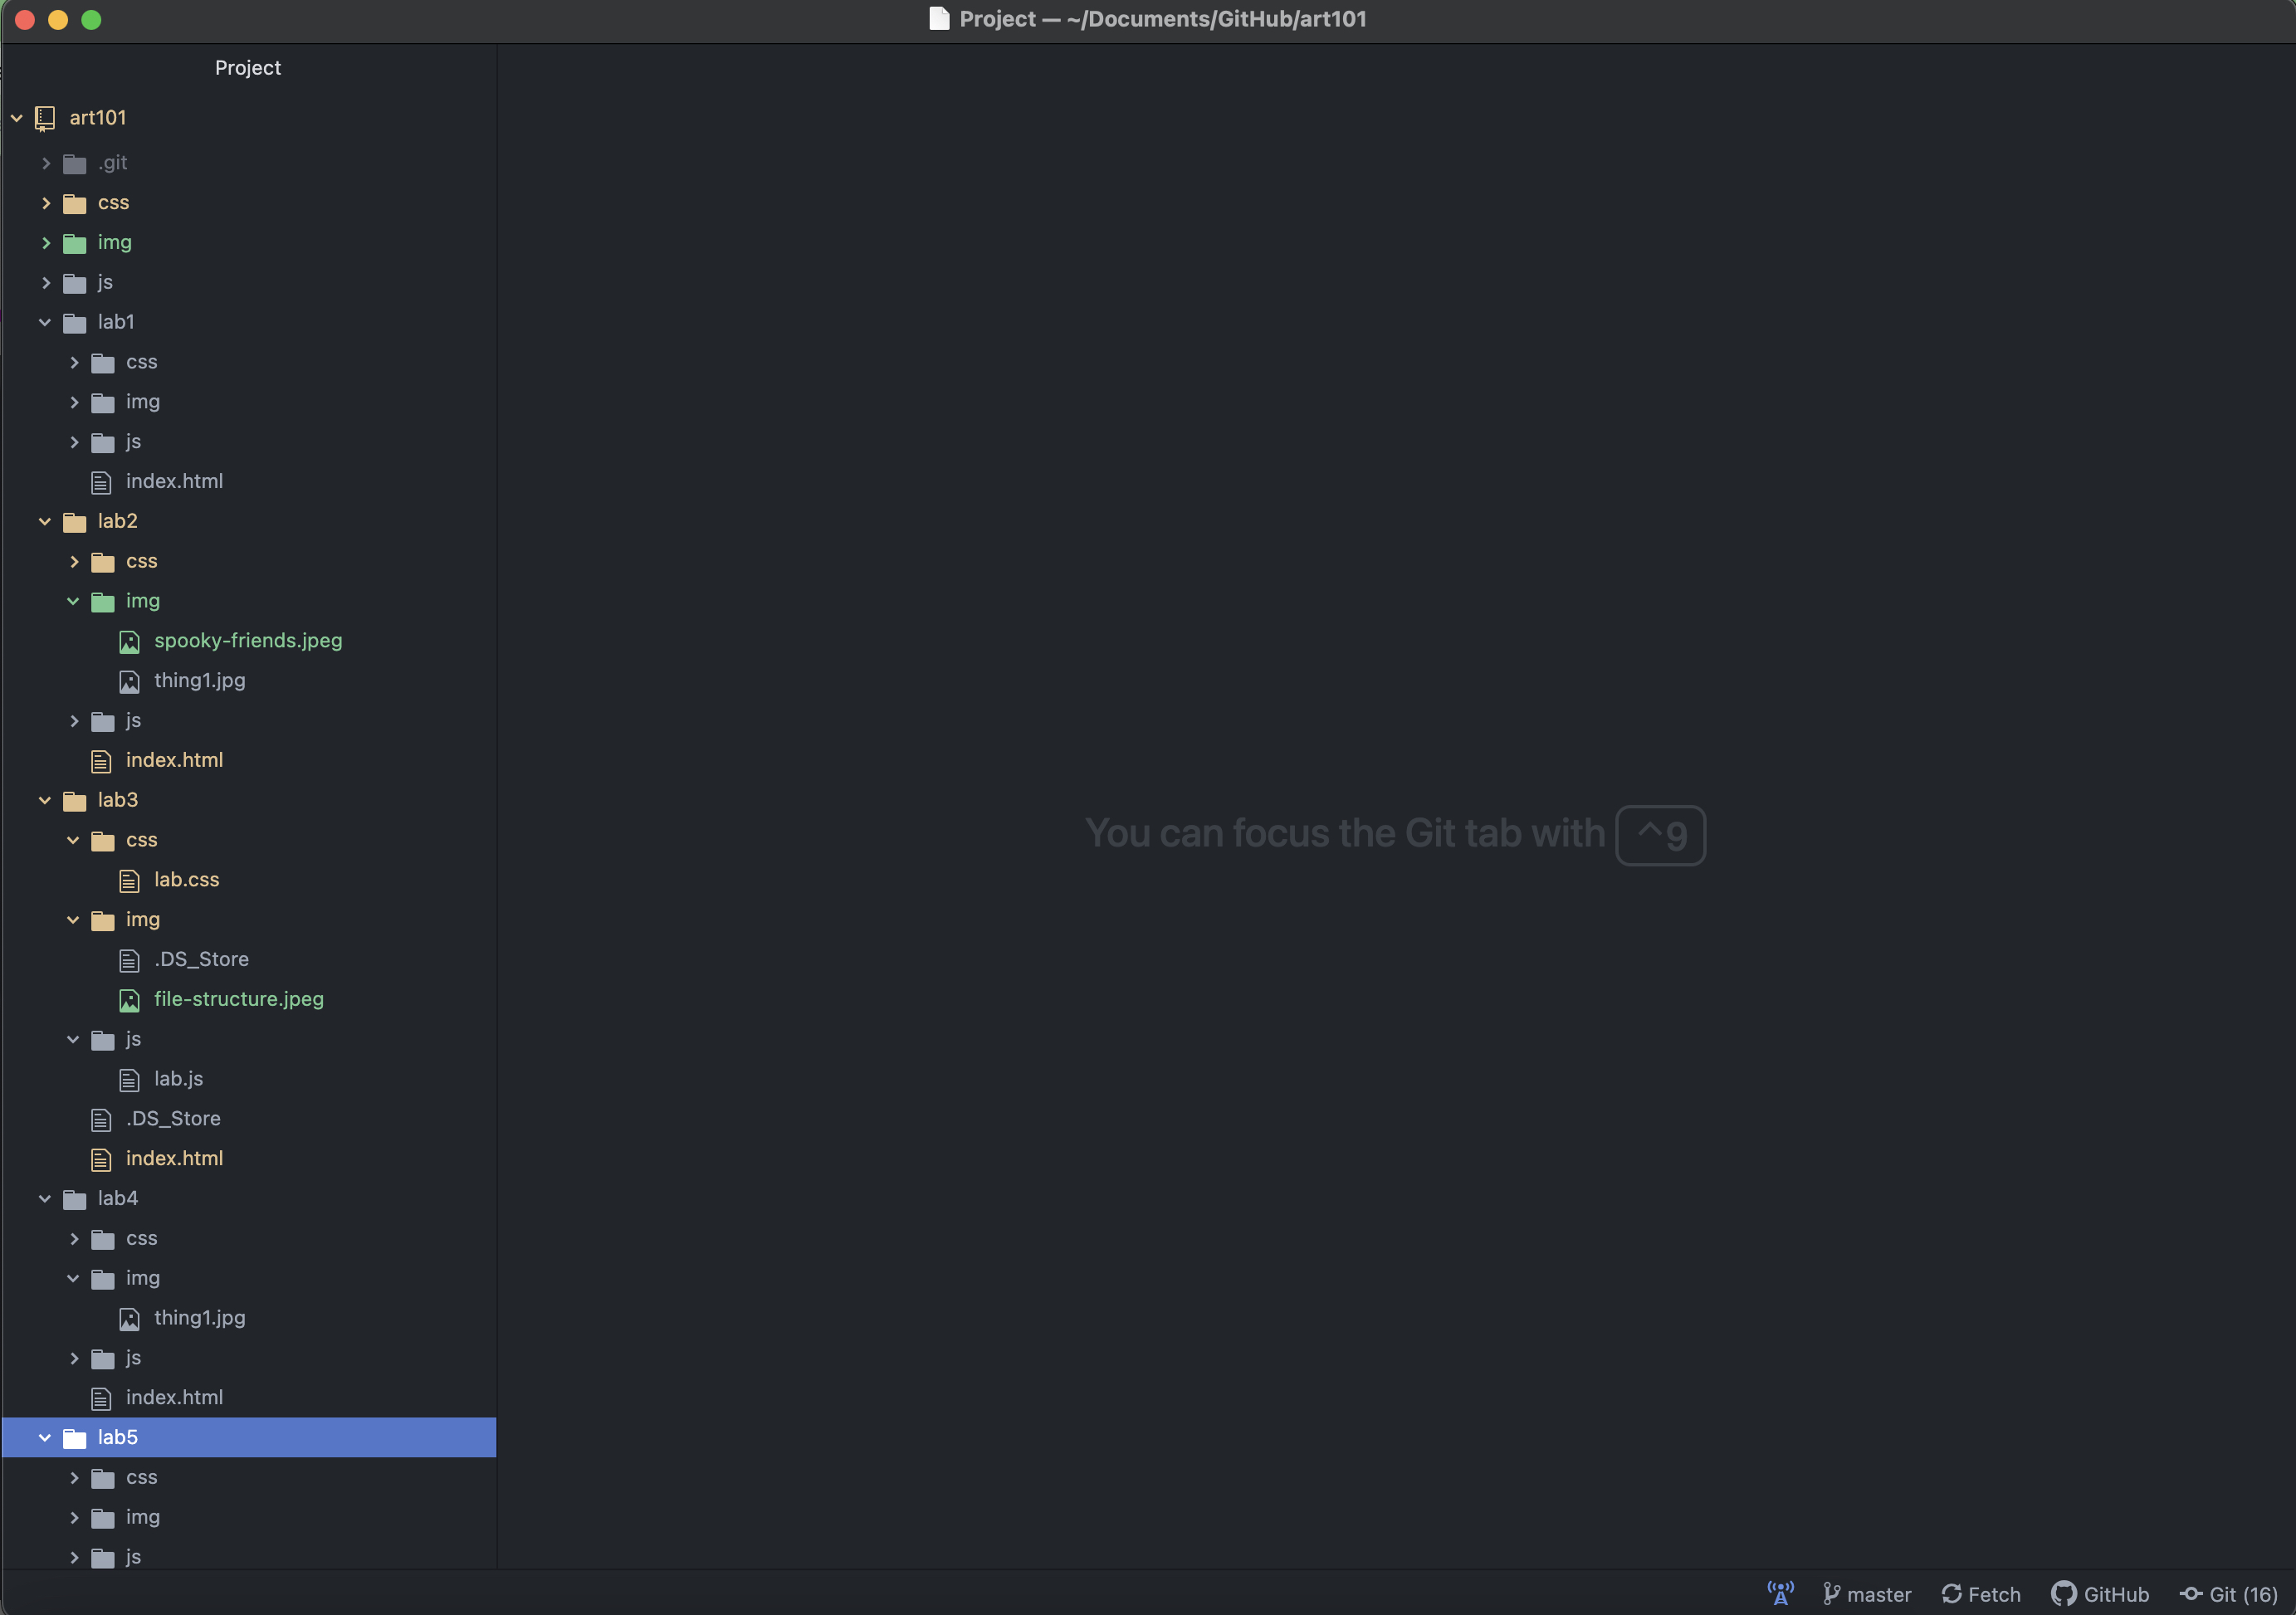 Project — ~/Documents/GitHub/art101
Project
art101
.git
css
img
js
lab1
css
img
js
index.html
lab2
css
img
spooky-friends.jpeg
thing1.jpg
js
index.html
lab3
css
lab.css
img
.DS_Store
file-structure.jpeg
js
lab.js
.DS_Store
index.html
lab4
css
img
thing1.jpg
js
index.html
lab5
css
img
js
You can focus the Git tab with ^9
master Fetch GitHub Git (16)